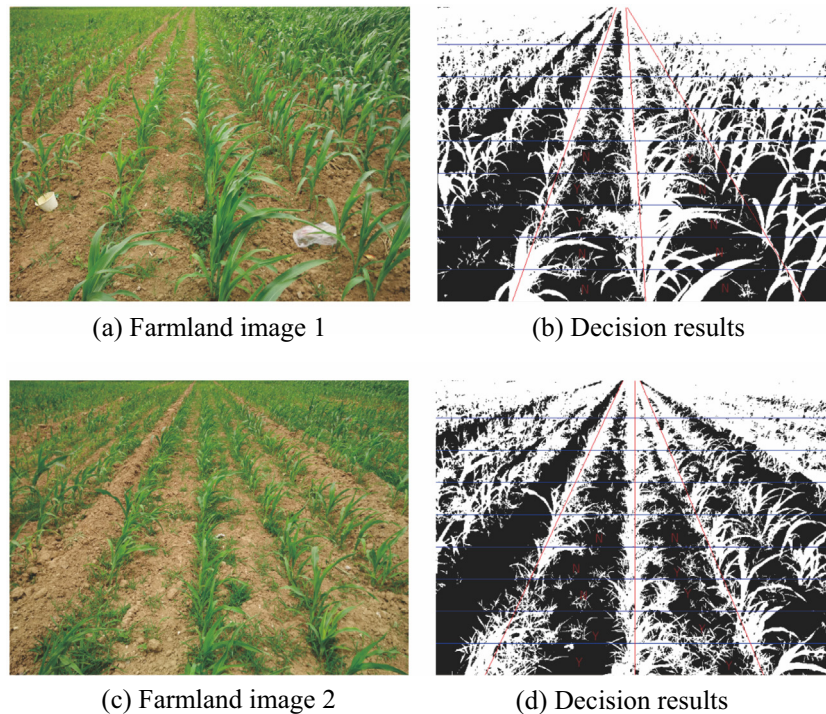 (a) Farmland image 1
(b) Decision results
N
N
N
N
N
N
N
(c) Farmland image 2
(d) Decision results
N
N
N
Y
Y